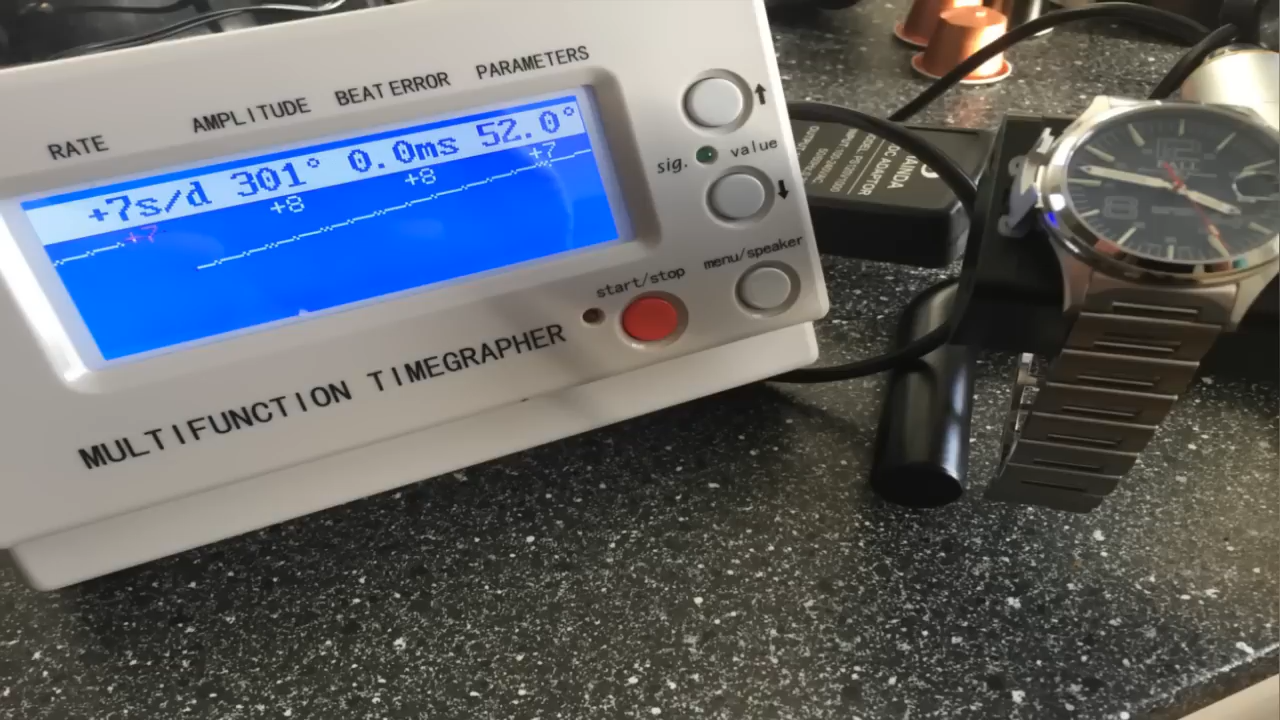 RATE AMPLITUDE BEAT ERROR PARAMETERS
+7s/d 301° 0.0ms 52.0°
+7 +8 +8 +7
sig. value
start/stop menu/speaker
MULTIFUNCTION TIMEGRAPHER
ADAPTOR